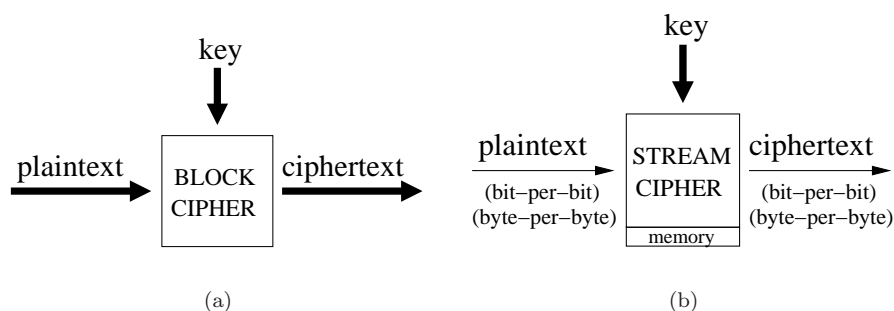 key
plaintext
BLOCK
CIPHER
ciphertext
(a)
key
plaintext
(bit−per−bit)
(byte−per−byte)
STREAM
CIPHER
memory
ciphertext
(bit−per−bit)
(byte−per−byte)
(b)